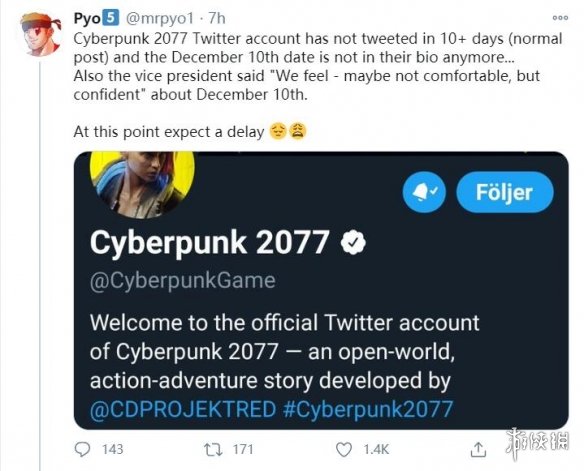 Pyo5 @mrpyo1 · 7h
Cyberpunk 2077 Twitter account has not tweeted in 10+ days (normal
post) and the December 10th date is not in their bio anymore...
Also the vice president said "We feel - maybe not comfortable, but
confident" about December 10th.
At this point expect a delay 😔😩
Följer
Cyberpunk 2077
@CyberpunkGame
Welcome to the official Twitter account
of Cyberpunk 2077 — an open-world,
action-adventure story developed by
@CDPROJEKTRED #Cyberpunk2077
143 171 1.4K
游侠网